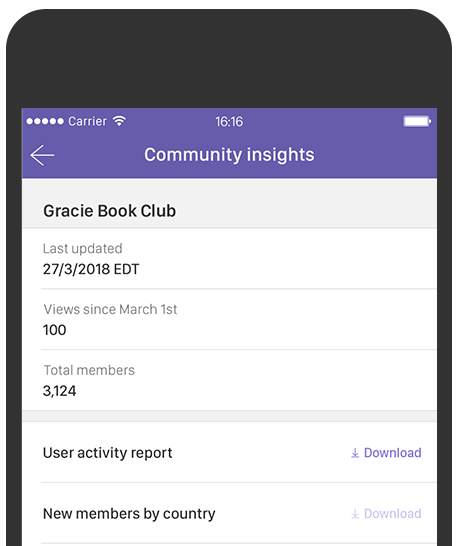 Carrier 16:16
Community insights
Gracie Book Club
Last updated
27/3/2018 EDT
Views since March 1st
100
Total members
3,124
User activity report Download
New members by country Download